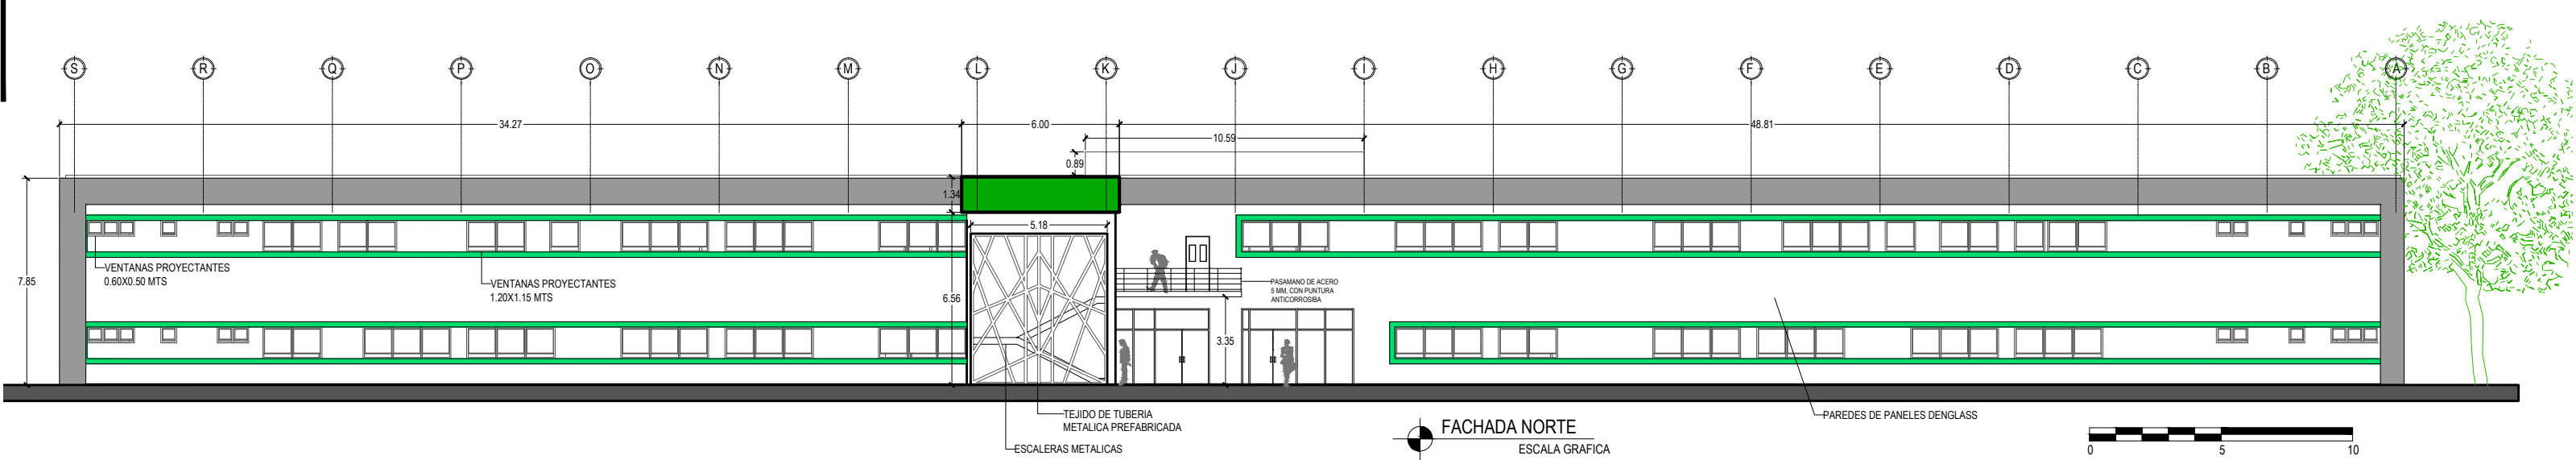 S R Q P O N M L K J I H G F E D C B A
34.27 6.00 48.81
10.59
0.89
1.34
5.18
7.85
6.56
3.35
VENTANAS PROYECTANTES
0.60X0.50 MTS
VENTANAS PROYECTANTES
1.20X1.15 MTS
PASAMANO DE ACERO
5 MM, CON PUNTURA
ANTICORROSIBA
TEJIDO DE TUBERIA
METALICA PREFABRICADA
ESCALERAS METALICAS
PAREDES DE PANELES DENGLASS
FACHADA NORTE
ESCALA GRAFICA
0 5 10